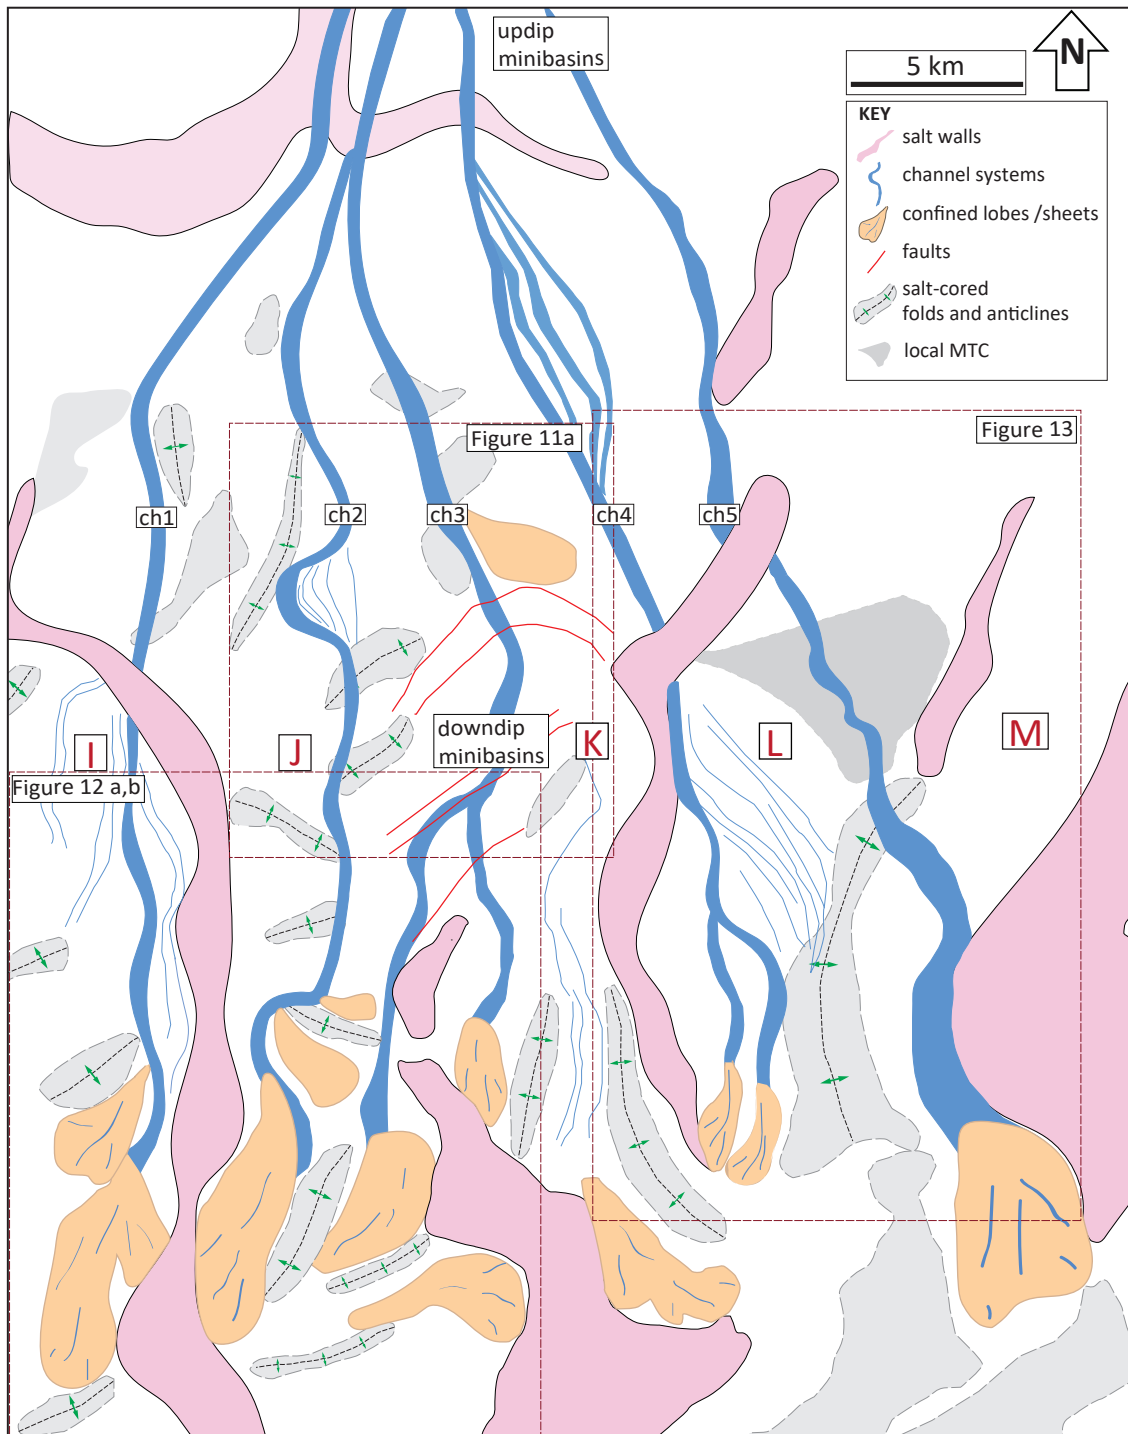 updip
minibasins
N
5 km
KEY
salt walls
channel systems
confined lobes /sheets
faults
salt-cored
folds and anticlines
local MTC
Figure 11a
Figure 13
ch1
ch2
ch3
ch4
ch5
downdip
minibasins
I
J
K
L
M
Figure 12 a,b